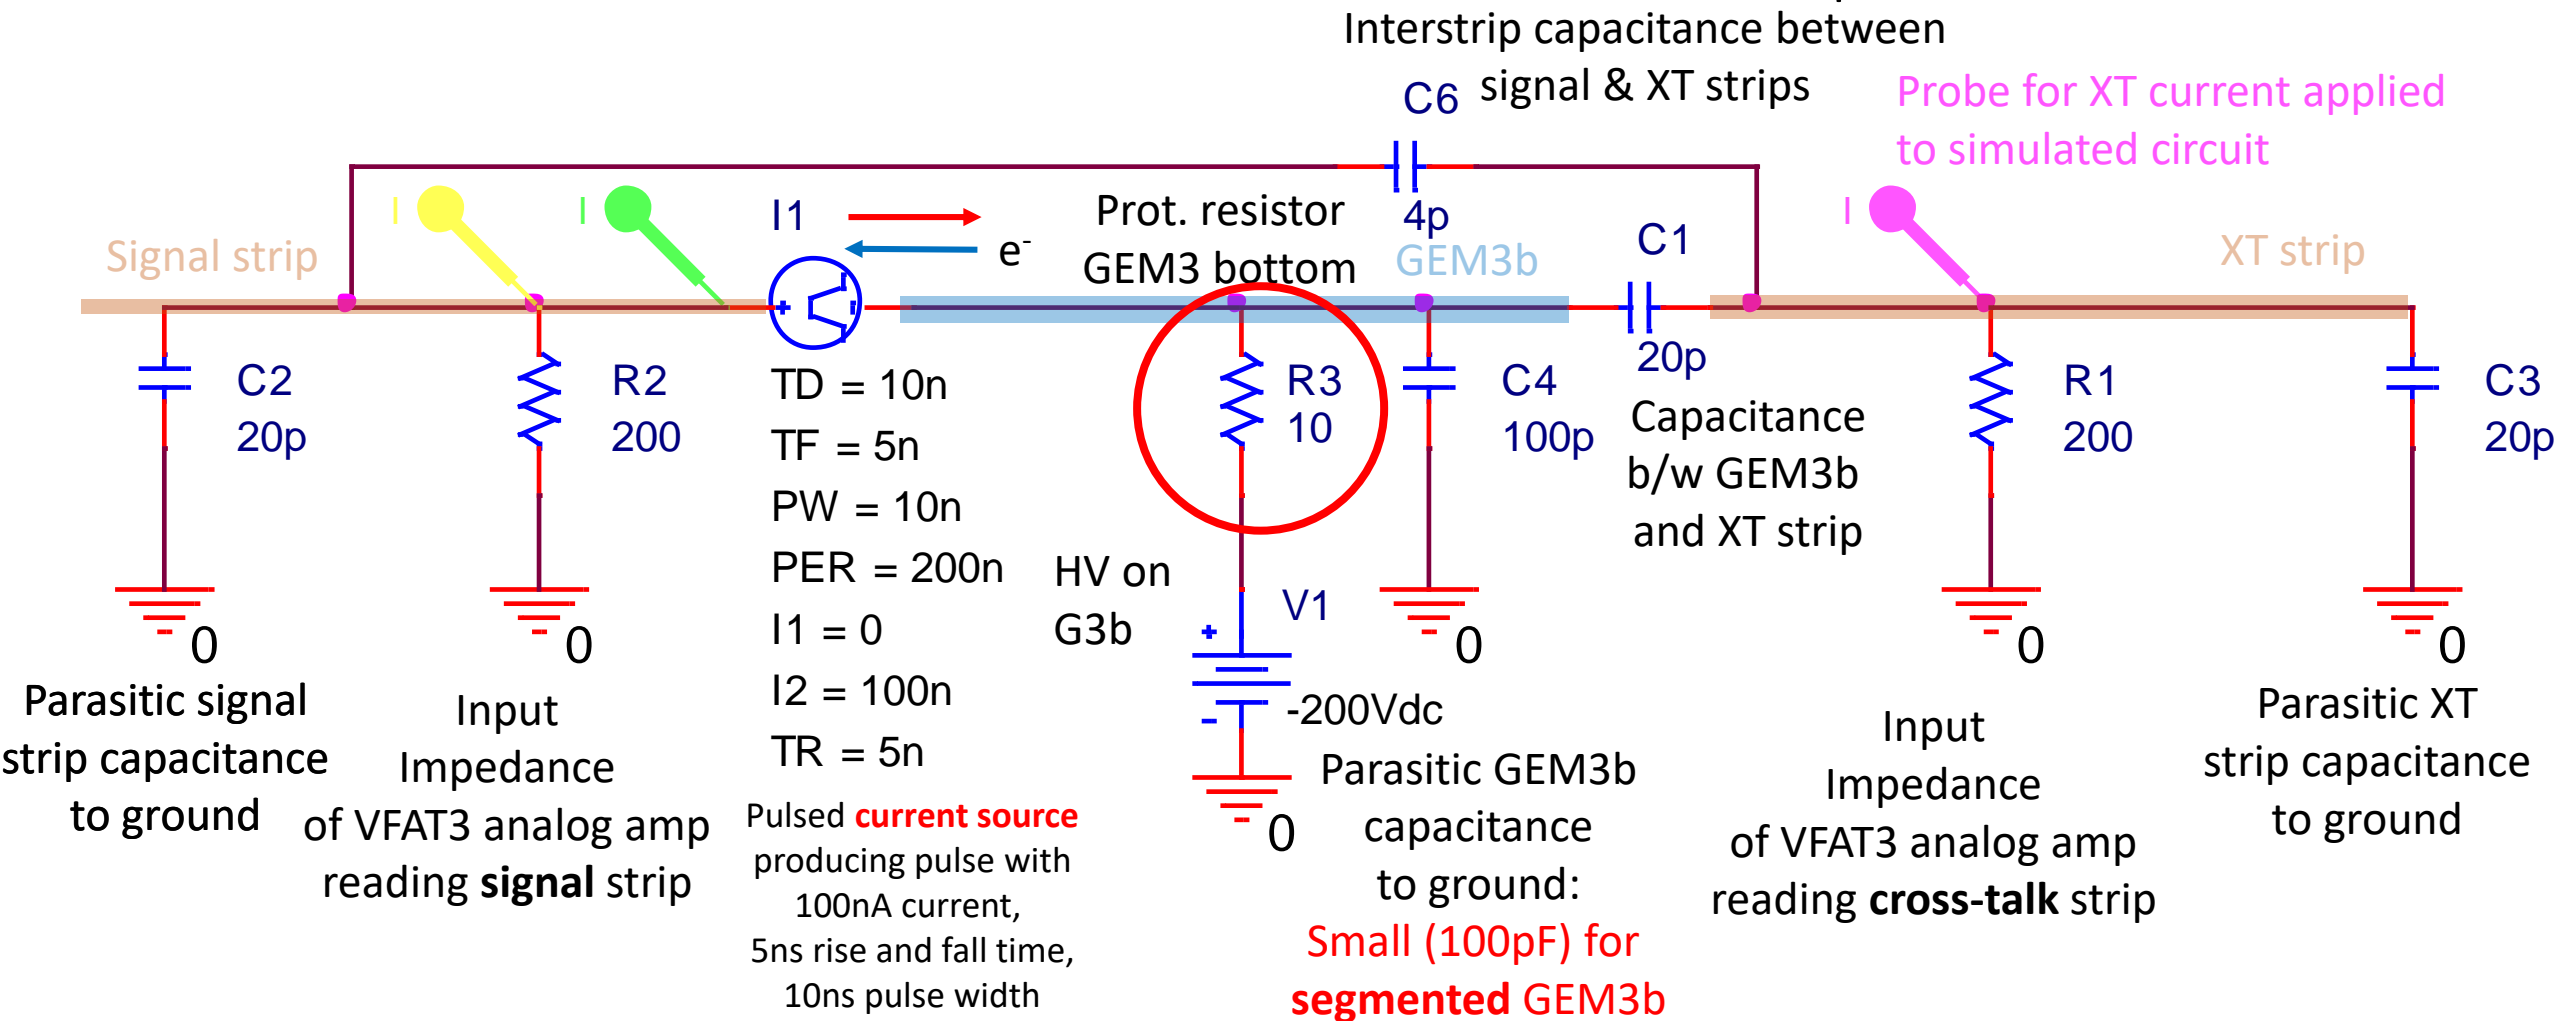 Interstrip capacitance between
signal & XT strips
C6
4p
Probe for XT current applied
to simulated circuit
Signal strip
I
I
I1
e-
Prot. resistor
GEM3 bottom
GEM3b
C1
20p
I
XT strip
C2
20p
R2
200
TD = 10n
TF = 5n
PW = 10n
PER = 200n
I1 = 0
I2 = 100n
TR = 5n
R3
10
C4
100p
Capacitance
b/w GEM3b
and XT strip
R1
200
C3
20p
HV on
G3b
V1
+
-
-200Vdc
0
0
0
0
0
0
Parasitic signal
strip capacitance
to ground
Input
Impedance
of VFAT3 analog amp
reading signal strip
Pulsed current source
producing pulse with
100nA current,
5ns rise and fall time,
10ns pulse width
Parasitic GEM3b
capacitance
to ground:
Small (100pF) for
segmented GEM3b
Input
Impedance
of VFAT3 analog amp
reading cross-talk strip
Parasitic XT
strip capacitance
to ground